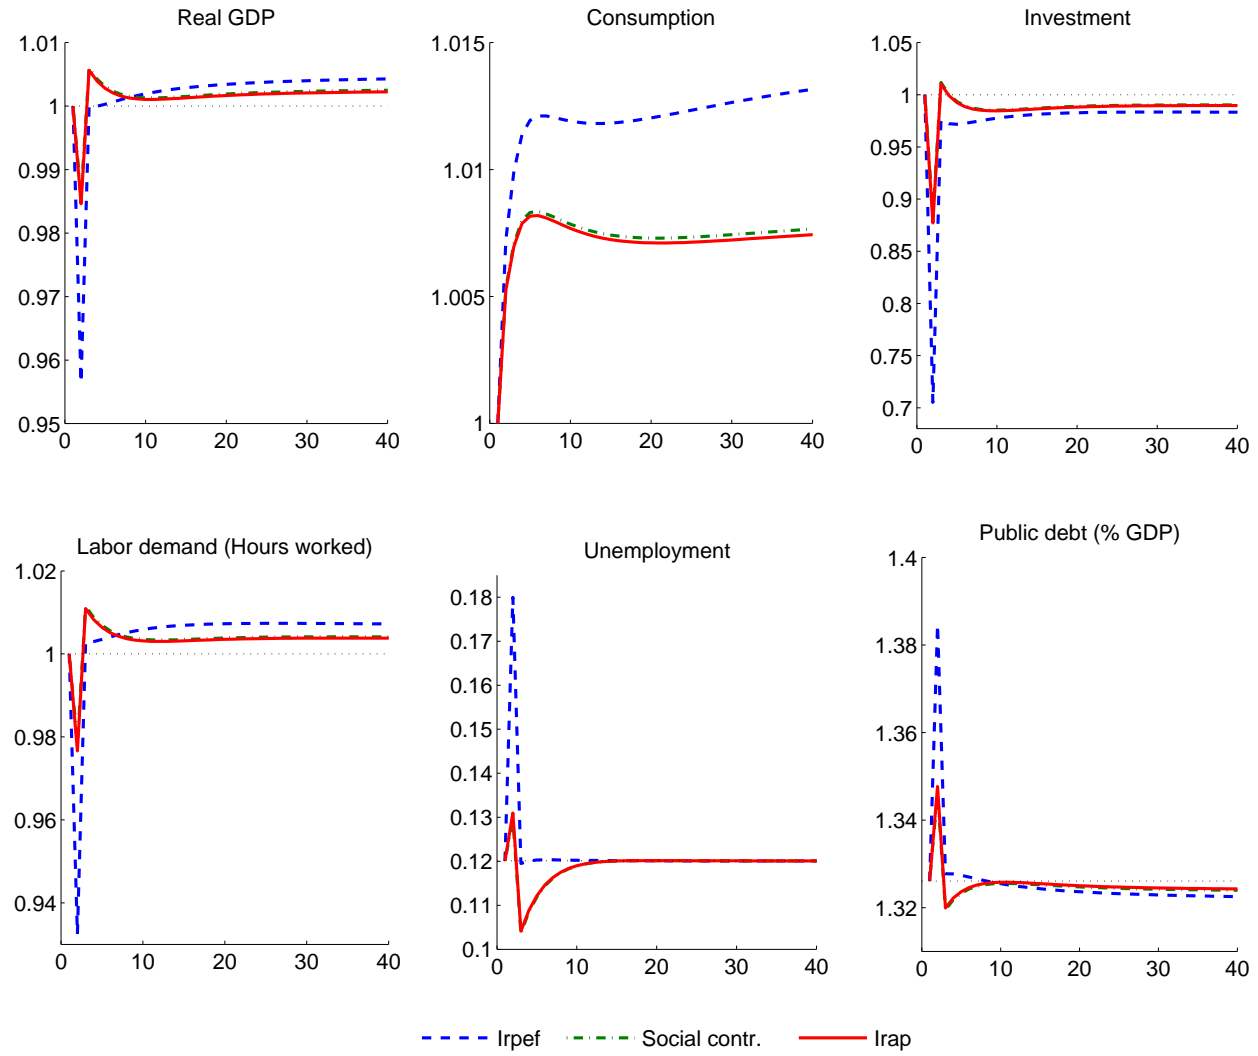 Real GDP
1.01
1
0.99
0.98
0.97
0.96
0.95
0 10 20 30 40
Consumption
1.015
1.01
1.005
1
0 10 20 30 40
Investment
1.05
1
0.95
0.9
0.85
0.8
0.75
0.7
0 10 20 30 40
Labor demand (Hours worked)
1.02
1
0.98
0.96
0.94
0 10 20 30 40
Unemployment
0.18
0.17
0.16
0.15
0.14
0.13
0.12
0.11
0.1
0 10 20 30 40
Public debt (% GDP)
1.4
1.38
1.36
1.34
1.32
0 10 20 30 40
Irpef Social contr. Irap